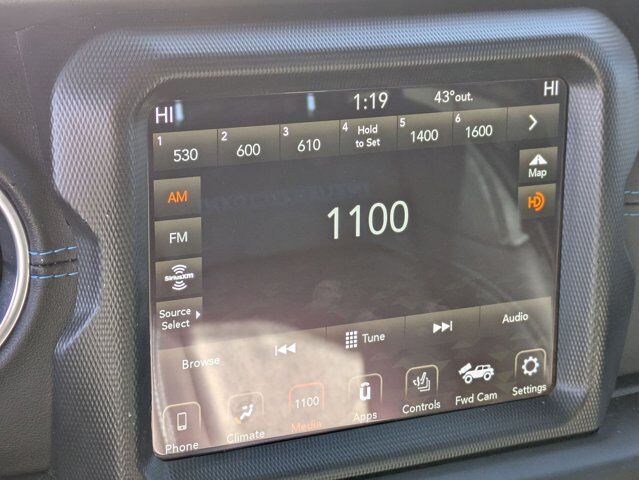 HI 1:19 43°out. HI
1 530 2 600 3 610 4 Hold to Set 5 1400 6 1600
AM
1100
Map
FM
HD
SiriusXM
Source Select
Browse Tune Audio
Phone Climate 1100 Media Apps Controls Fwd Cam Settings